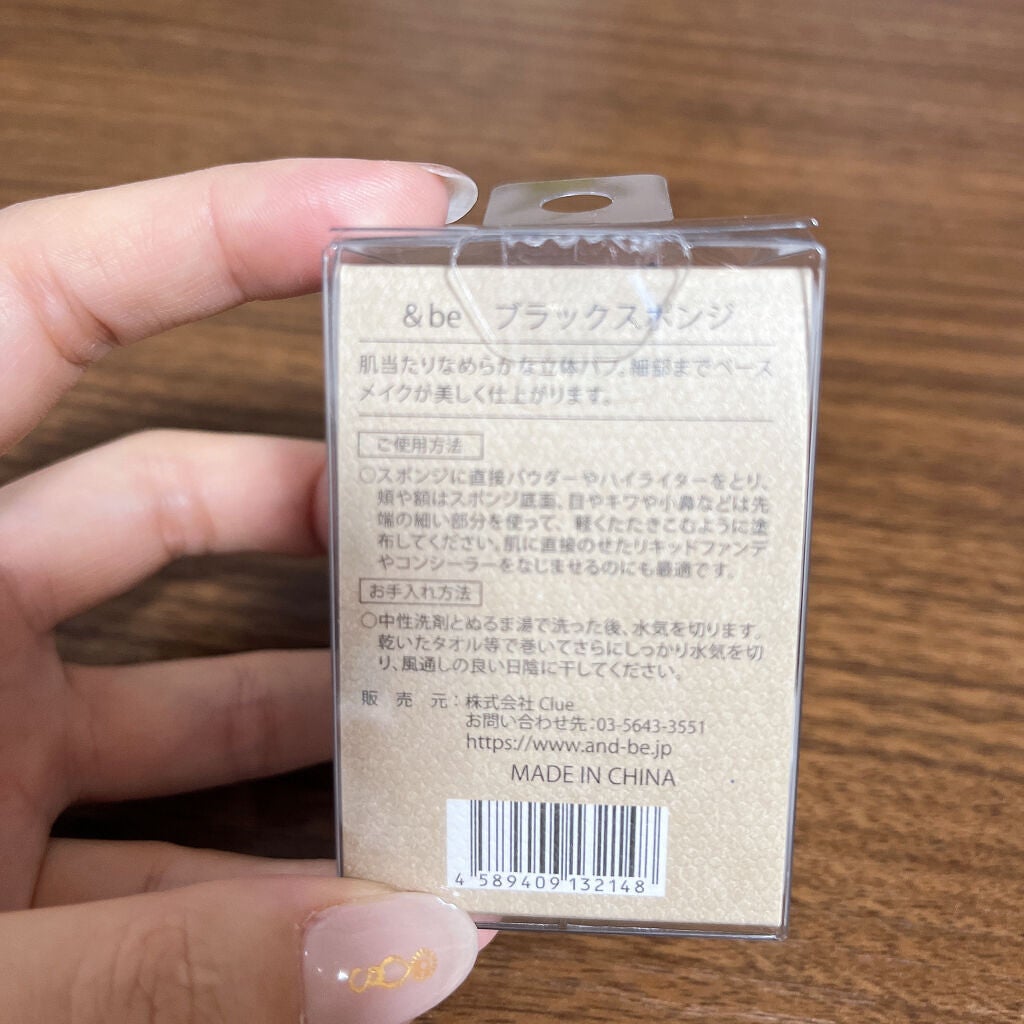 &be ブラックスポンジ
肌当たりなめらかな立体パフ。細部までベース
メイクが美しく仕上がります。
ご使用方法
○スポンジに直接パウダーやハイライターをとり、
頬や額はスポンジ底面、目やキワや小鼻などは先
端の細い部分を使って、軽くたたきこむように塗
布してください。肌に直接のせたリキッドファンデ
やコンシーラーをなじませるのにも最適です。
お手入れ方法
○中性洗剤とぬるま湯で洗った後、水気を切ります。
乾いたタオル等で巻いてさらにしっかり水気を切
り、風通しの良い日陰に干してください。
販売元:株式会社 Clue
お問い合わせ先:03-5643-3551
https://www.and-be.jp
MADE IN CHINA
4 589409 132148